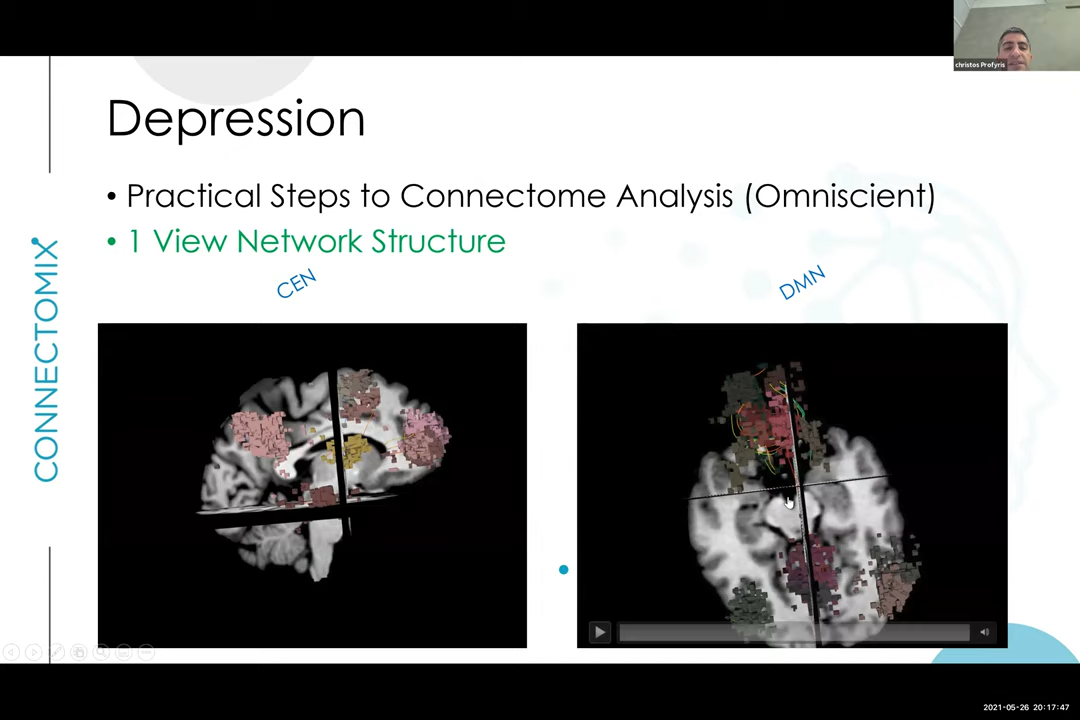 christos Profyris
Depression
• Practical Steps to Connectome Analysis (Omniscient)
• 1 View Network Structure
CEN
DMN
CONNECTOMIX
2021-05-26 20:17:47